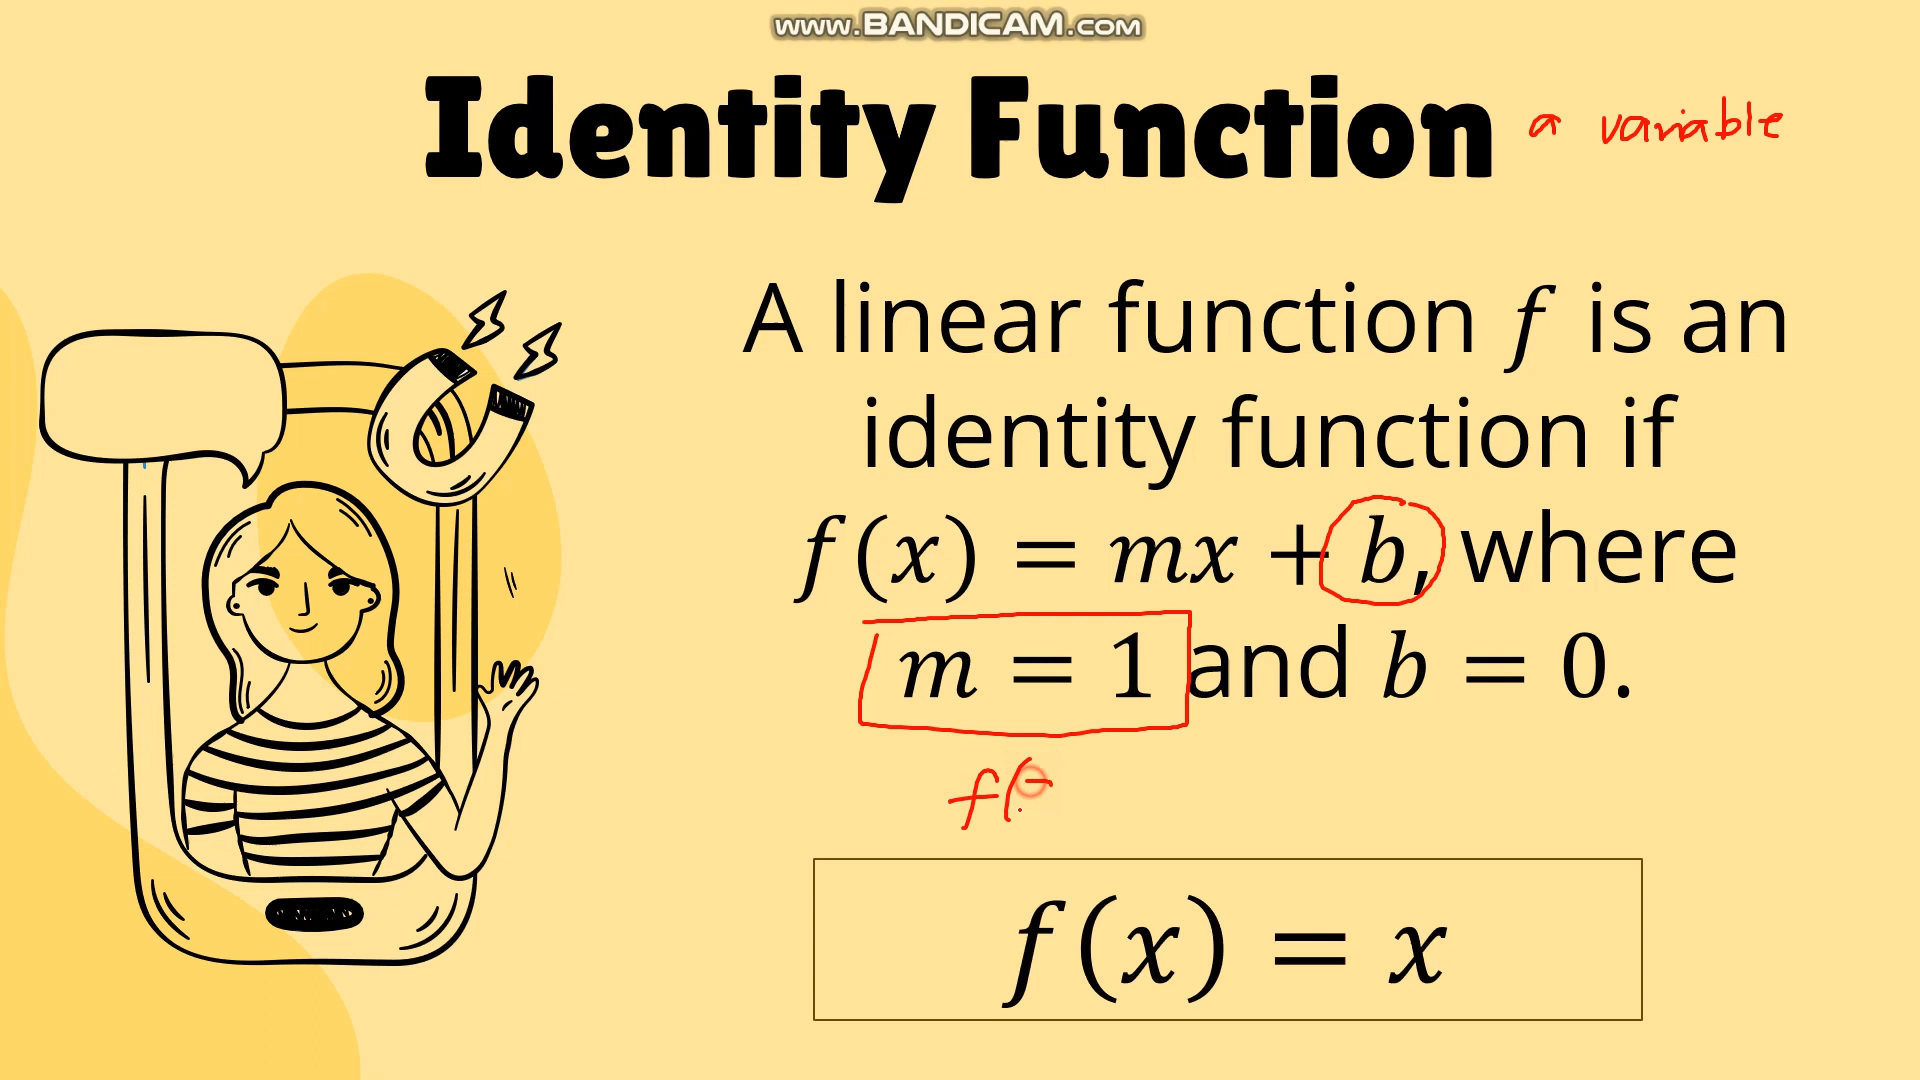 www.BANDICAM.com
Identity Function a variable
A linear function f is an
identity function if
f(x) = mx + b, where
m = 1 and b = 0.
f(
f(x) = x